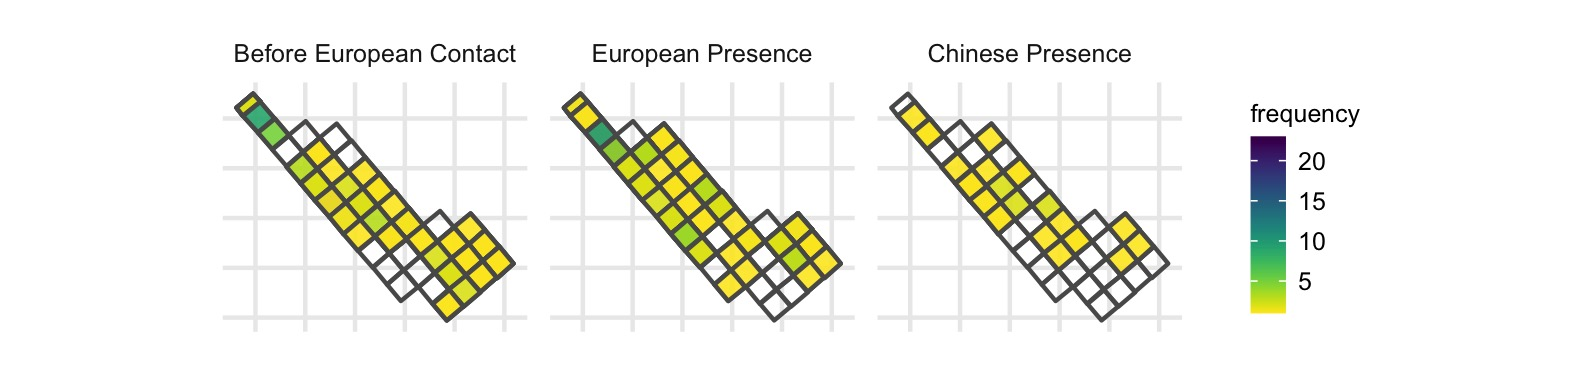 Before European Contact
European Presence
Chinese Presence
frequency
20
15
10
5